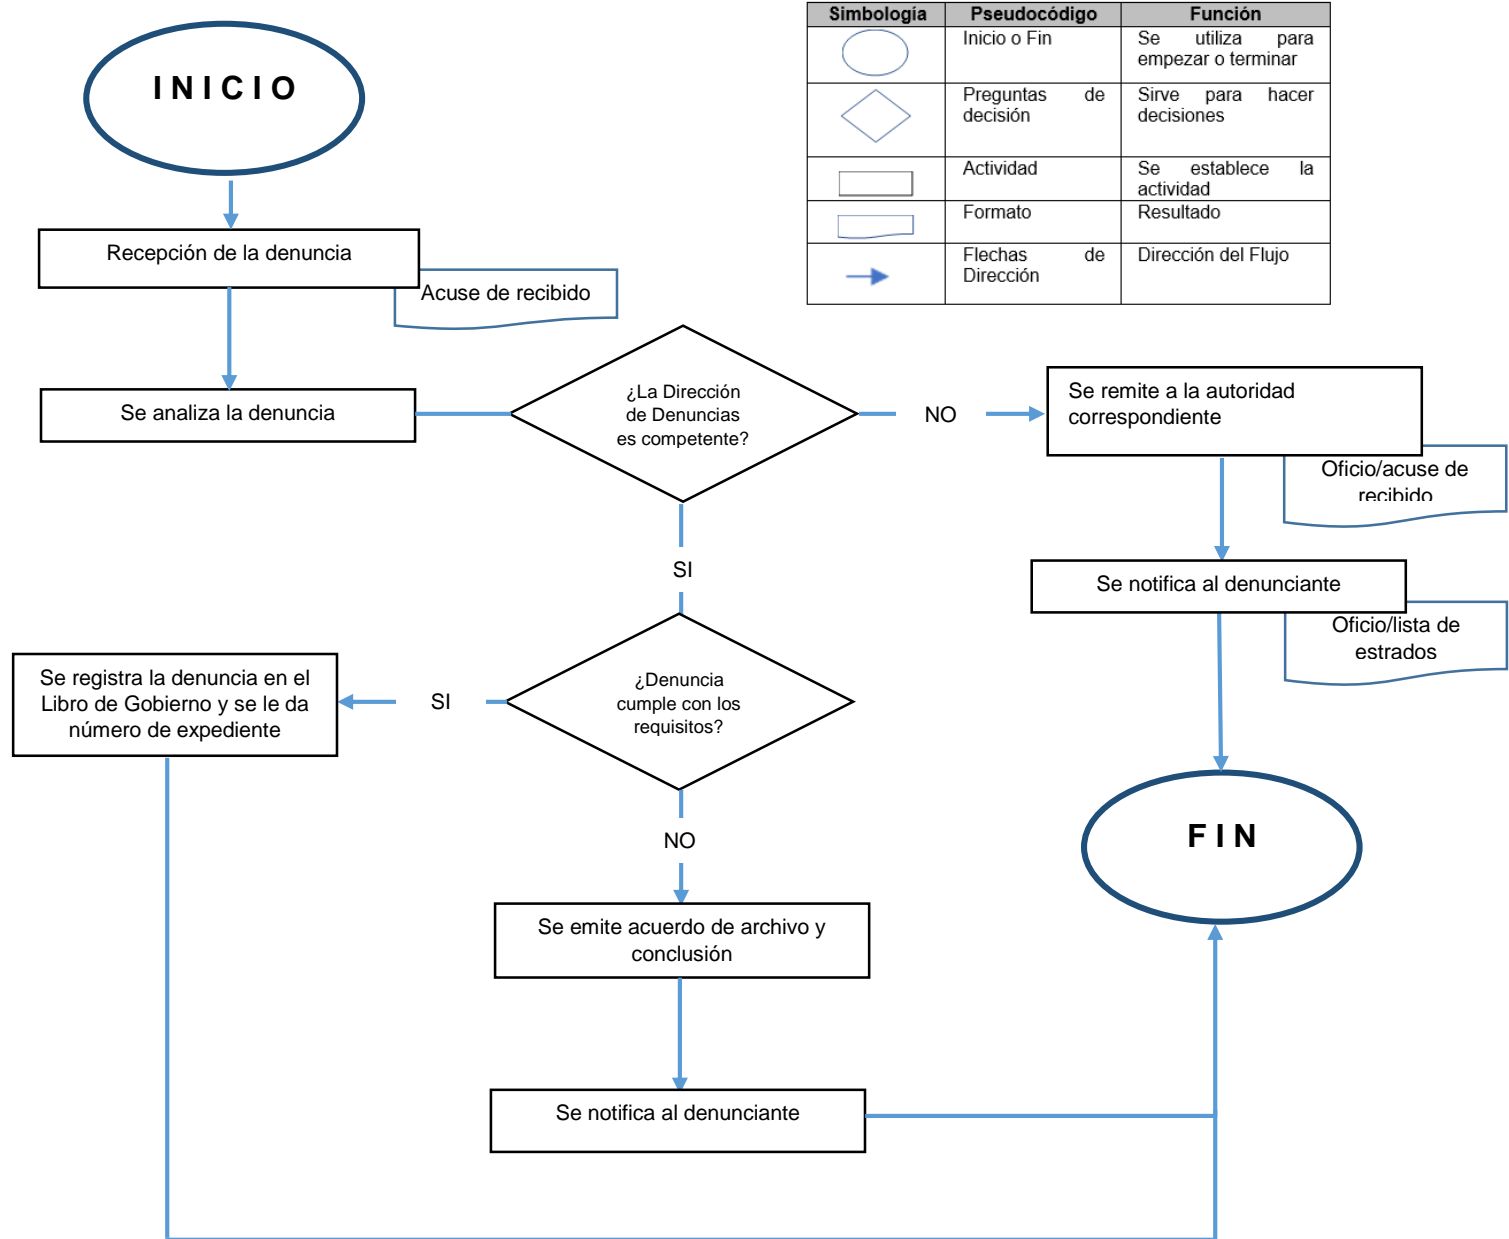 I N I C I O
Simbología Pseudocódigo Función
Inicio o Fin
Se utiliza para
empezar o terminar
Preguntas de
decisión
Sirve para hacer
decisiones
Actividad
Se establece la
actividad
Formato
Resultado
Flechas de
Dirección
Dirección del Flujo
Recepción de la denuncia
Acuse de recibido
Se analiza la denuncia
¿La Dirección
de Denuncias
es competente?
NO
Se remite a la autoridad
correspondiente
Oficio/acuse de
recibido
SI
Se notifica al denunciante
Oficio/lista de
estrados
¿Denuncia
cumple con los
requisitos?
SI
Se registra la denuncia en el
Libro de Gobierno y se le da
número de expediente
NO
F I N
Se emite acuerdo de archivo y
conclusión
Se notifica al denunciante